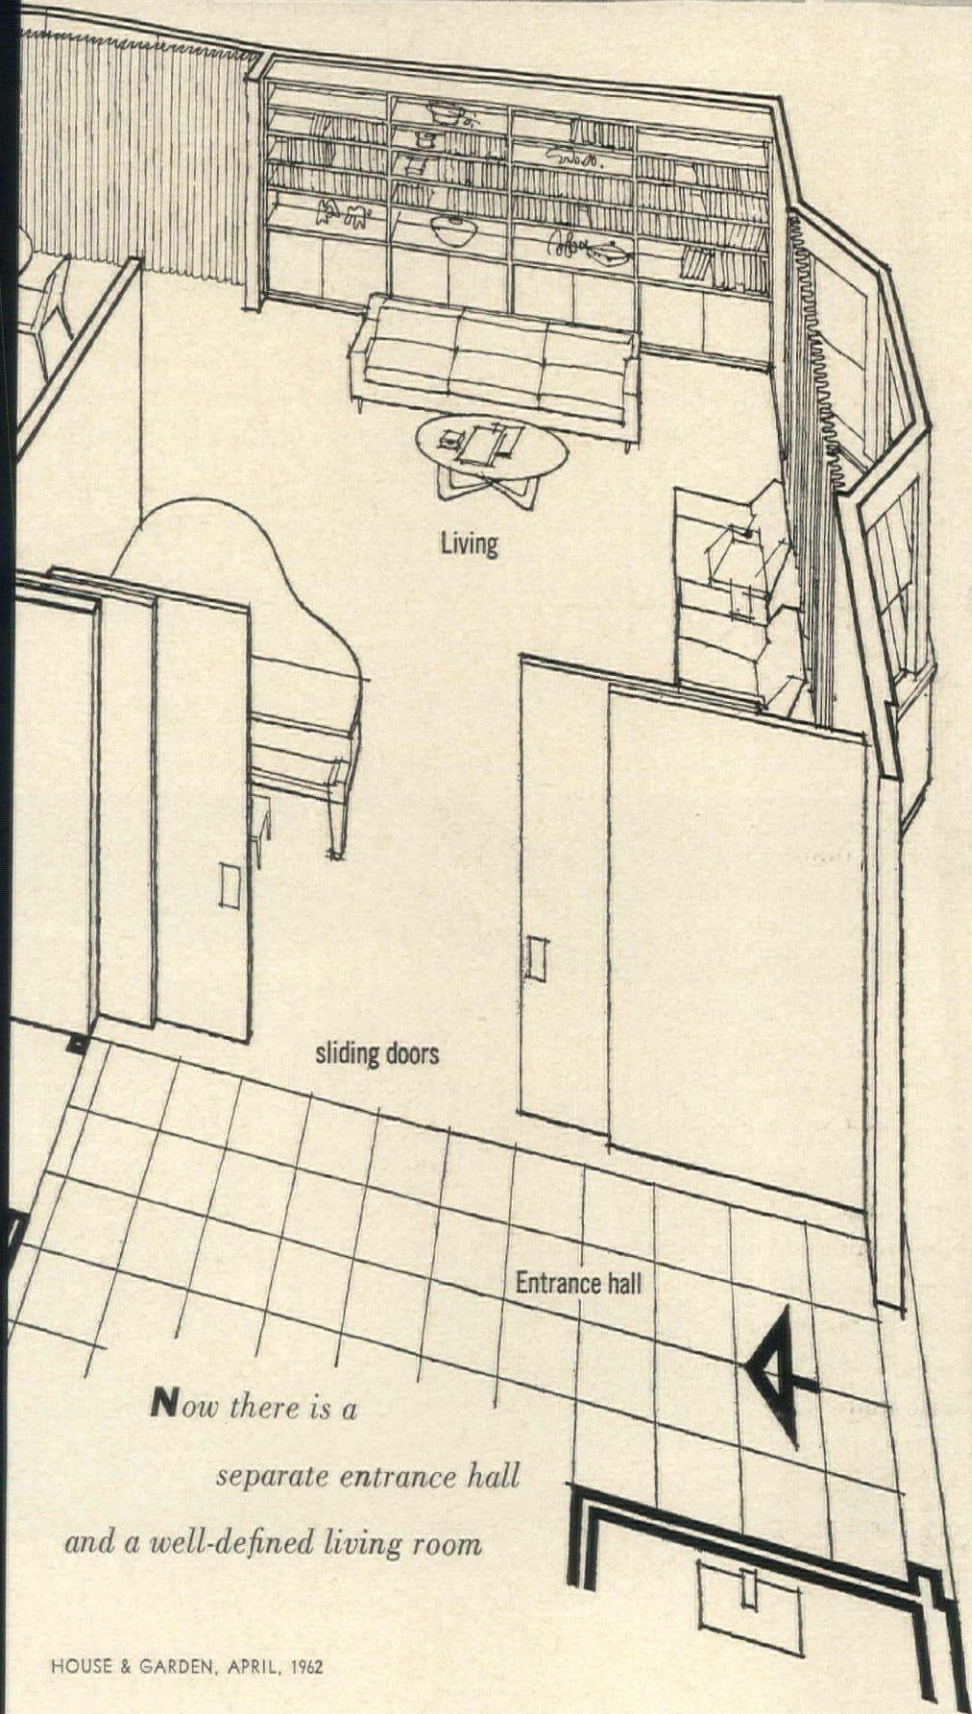 Living
sliding doors
Entrance hall
Now there is a
separate entrance hall
and a well-defined living room
HOUSE & GARDEN, APRIL, 1962